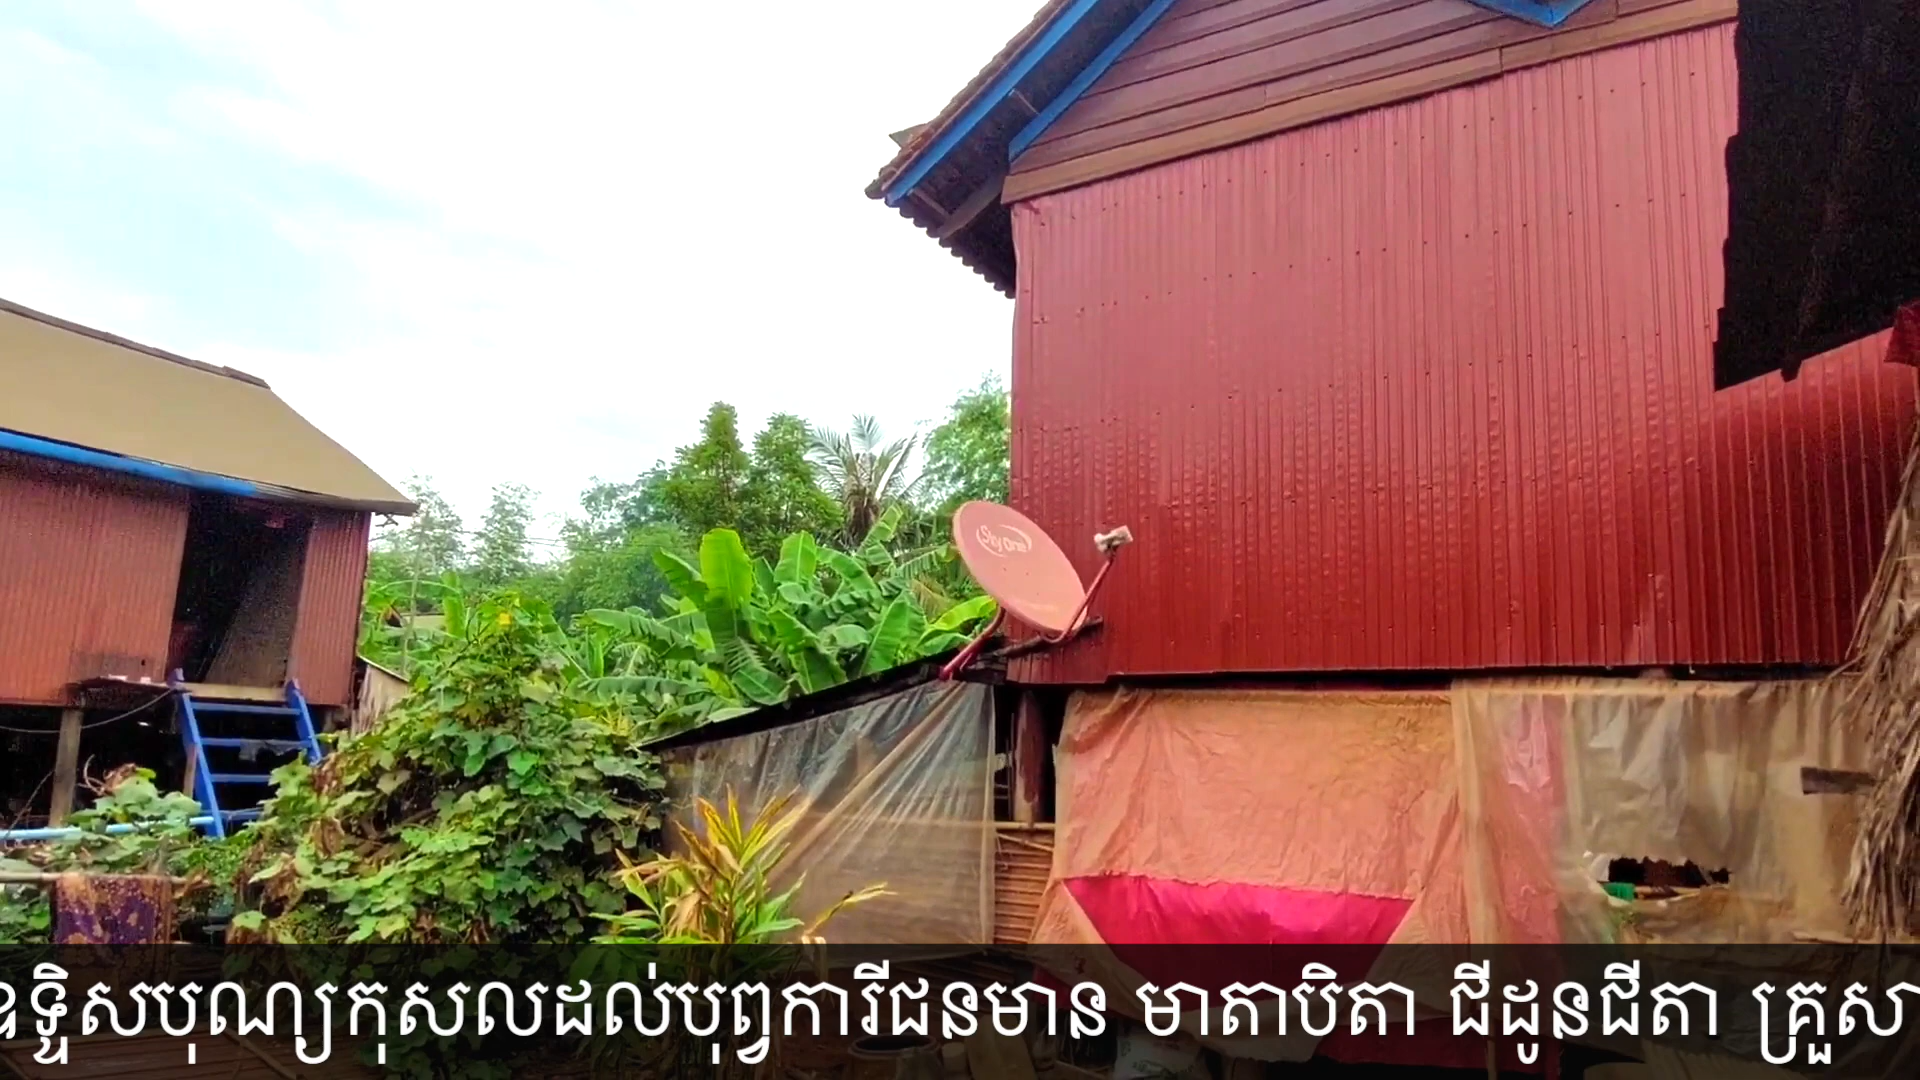 Sky One
ឧទ្ទិសបុណ្យកុសលដល់បុព្វការីជនមាន មាតាបិតា ជីដូនជីតា គ្រួសា